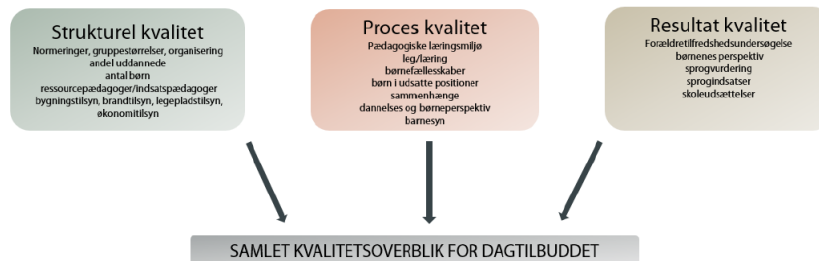 Strukturel kvalitet
Normeringer, gruppestørrelser, organisering
andel uddannede
antal børn
ressourcepædagoger/indsatspædagoger
bygningstilsyn, brandtilsyn, legepladstilsyn,
økonomitilsyn
Proces kvalitet
Pædagogiske læringsmiljø
leg/læring
børnefællesskaber
børn i udsatte positioner
sammenhænge
dannelses og børneperspektiv
barnesyn
Resultat kvalitet
Forældretilfredshedsundersøgelse
børnenes perspektiv
sprogvurdering
sprogindsatser
skoleudsættelser
SAMLET KVALITETSOVERBLIK FOR DAGTILBUDDET